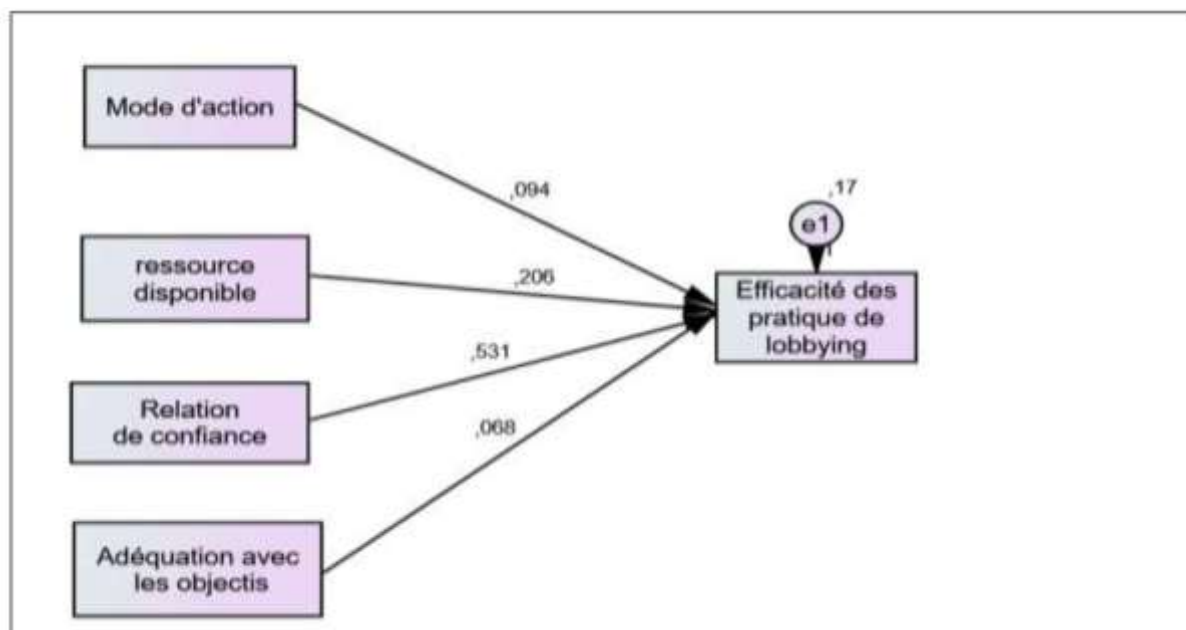 Mode d'action
,094
,17
e1
ressource
disponible
,206
Efficacité des
pratique de
lobbying
,531
Relation
de confiance
,068
Adéquation avec
les objectis